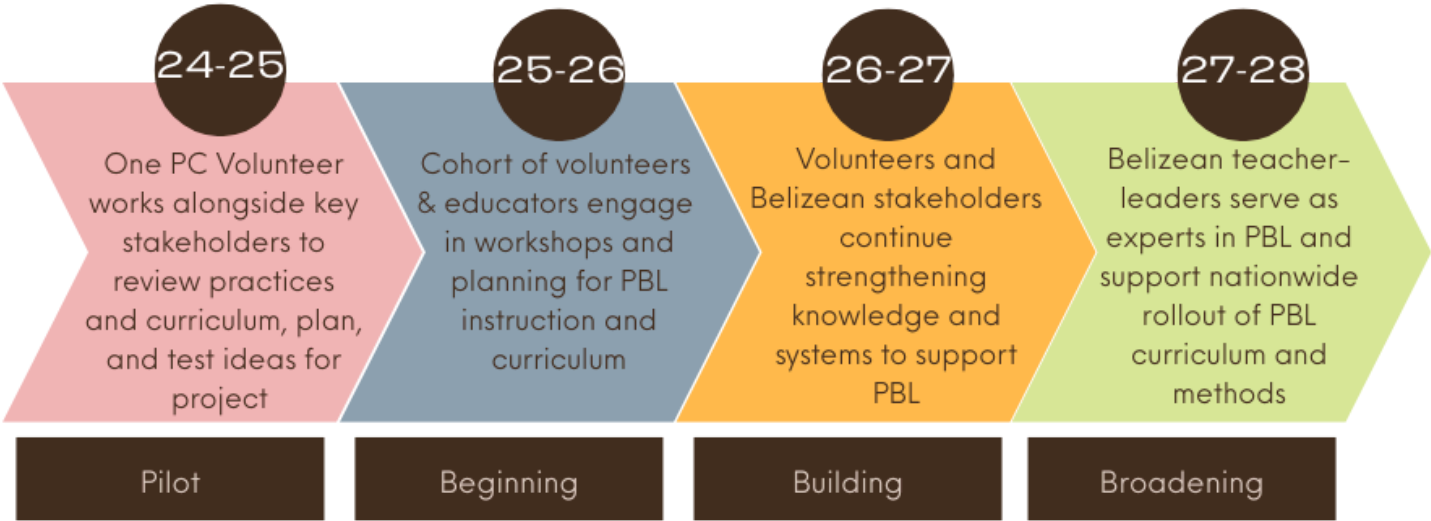 24-25
One PC Volunteer
works alongside key
stakeholders to
review practices
and curriculum, plan,
and test ideas for
project
Pilot
25-26
Cohort of volunteers
& educators engage
in workshops and
planning for PBL
instruction and
curriculum
Beginning
26-27
Volunteers and
Belizean stakeholders
continue
strengthening
knowledge and
systems to support
PBL
Building
27-28
Belizean teacher-
leaders serve as
experts in PBL and
support nationwide
rollout of PBL
curriculum and
methods
Broadening